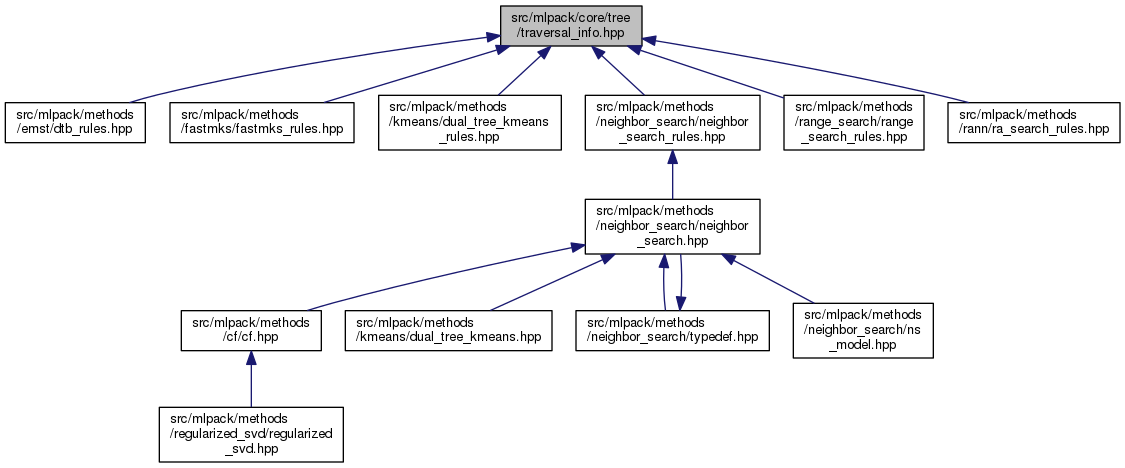 src/mlpack/core/tree
/traversal_info.hpp
src/mlpack/methods
/emst/dtb_rules.hpp
src/mlpack/methods
/fastmks/fastmks_rules.hpp
src/mlpack/methods
/kmeans/dual_tree_kmeans
_rules.hpp
src/mlpack/methods
/neighbor_search/neighbor
_search_rules.hpp
src/mlpack/methods
/range_search/range
_search_rules.hpp
src/mlpack/methods
/rann/ra_search_rules.hpp
src/mlpack/methods
/neighbor_search/neighbor
_search.hpp
src/mlpack/methods
/cf/cf.hpp
src/mlpack/methods
/kmeans/dual_tree_kmeans.hpp
src/mlpack/methods
/neighbor_search/typedef.hpp
src/mlpack/methods
/neighbor_search/ns
_model.hpp
src/mlpack/methods
/regularized_svd/regularized
_svd.hpp